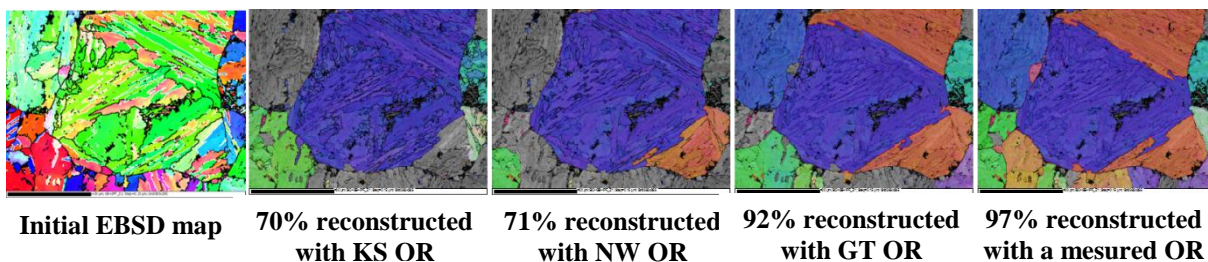 Initial EBSD map
70% reconstructed
with KS OR
71% reconstructed
with NW OR
92% reconstructed
with GT OR
97% reconstructed
with a mesured OR